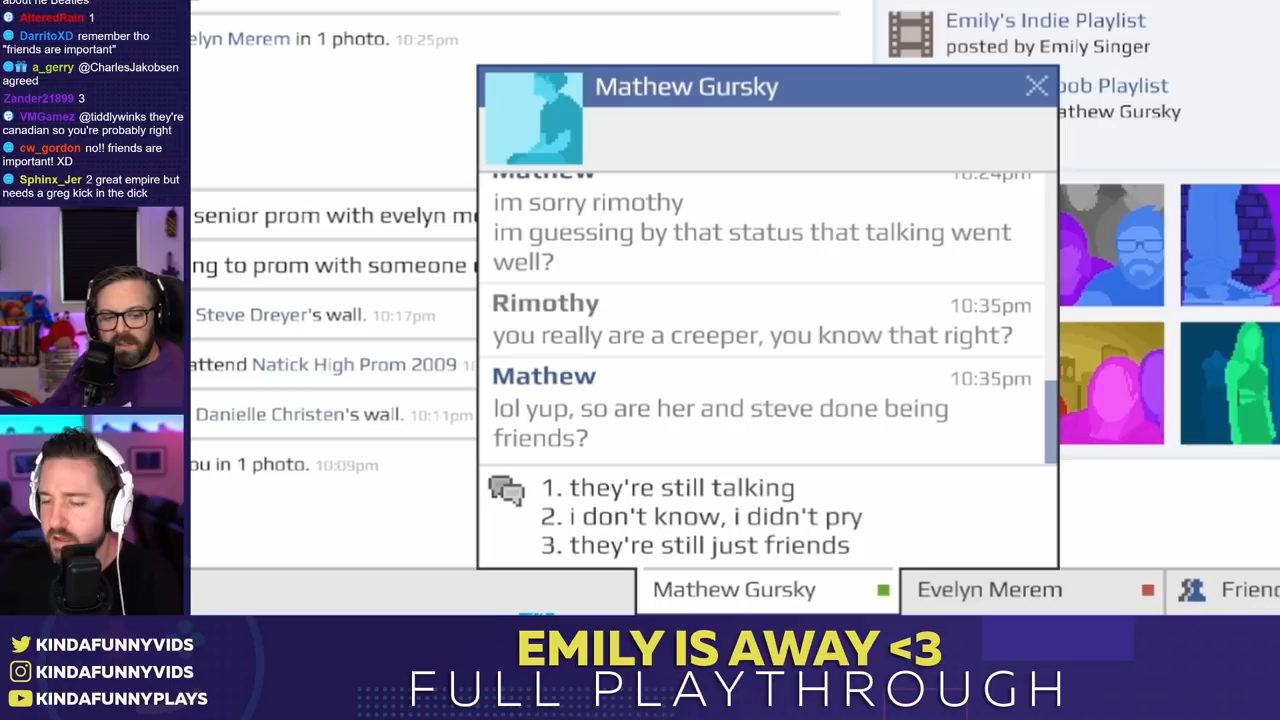 about he Beatles
AlteredRain 1
DarritoXD remember tho
"friends are important"
a_gerry @CharlesJakobsen
agreed
Zander21899 3
VMGamez @tiddlywinks they're
canadian so you're probably right
cw_gordon no!! friends are
important! XD
Sphinx_Jer 2 great empire but
needs a greg kick in the dick
elyn Merem in 1 photo. 10:25pm
senior prom with evelyn me
ng to prom with someone
Steve Dreyer's wall. 10:17pm
attend Natick High Prom 2009
Danielle Christen's wall. 10:11pm
ou in 1 photo. 10:09pm
Mathew Gursky
Mathew 10:24pm
im sorry rimothy
im guessing by that status that talking went
well?
Rimothy 10:35pm
you really are a creeper, you know that right?
Mathew 10:35pm
lol yup, so are her and steve done being
friends?
1. they're still talking
2. i don't know, i didn't pry
3. they're still just friends
Mathew Gursky
Evelyn Merem
Friend
Emily's Indie Playlist
posted by Emily Singer
oob Playlist
athew Gursky
KINDAFUNNYVIDS
KINDAFUNNYVIDS
KINDAFUNNYPLAYS
EMILY IS AWAY <3
FULL PLAYTHROUGH